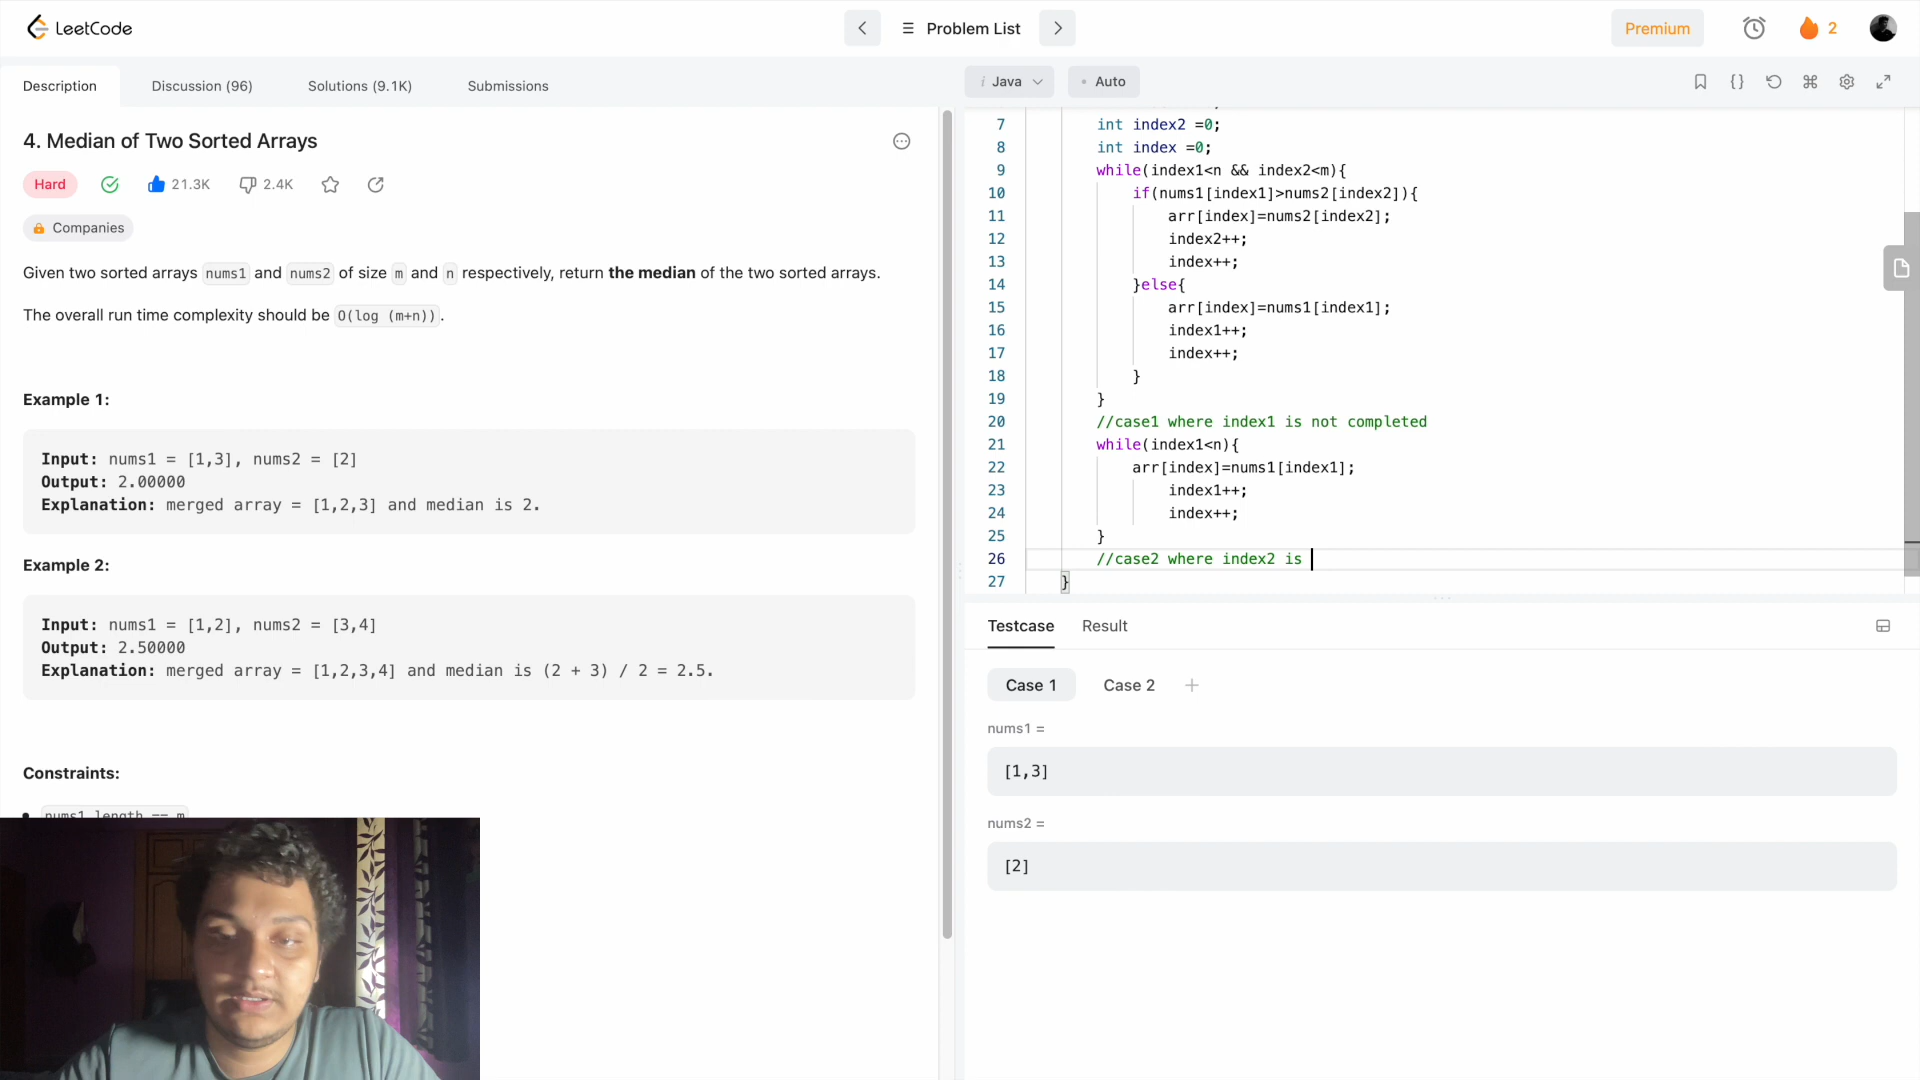 LeetCode
Problem List
Premium
2
Description
Discussion (96)
Solutions (9.1K)
Submissions
4. Median of Two Sorted Arrays
Hard
21.3K
2.4K
Companies
Given two sorted arrays nums1 and nums2 of size m and n respectively, return the median of the two sorted arrays.
The overall run time complexity should be O(log (m+n)).
Example 1:
Input: nums1 = [1,3], nums2 = [2]
Output: 2.00000
Explanation: merged array = [1,2,3] and median is 2.
Example 2:
Input: nums1 = [1,2], nums2 = [3,4]
Output: 2.50000
Explanation: merged array = [1,2,3,4] and median is (2 + 3) / 2 = 2.5.
Constraints:
nums1.length == m
i Java
Auto
7 int index2 =0;
8 int index =0;
9 while(index1<n && index2<m){
10 if(nums1[index1]>nums2[index2]){
11 arr[index]=nums2[index2];
12 index2++;
13 index++;
14 }else{
15 arr[index]=nums1[index1];
16 index1++;
17 index++;
18 }
19 }
20 //case1 where index1 is not completed
21 while(index1<n){
22 arr[index]=nums1[index1];
23 index1++;
24 index++;
25 }
26 //case2 where index2 is
27 }
Testcase
Result
Case 1
Case 2
nums1 =
[1,3]
nums2 =
[2]